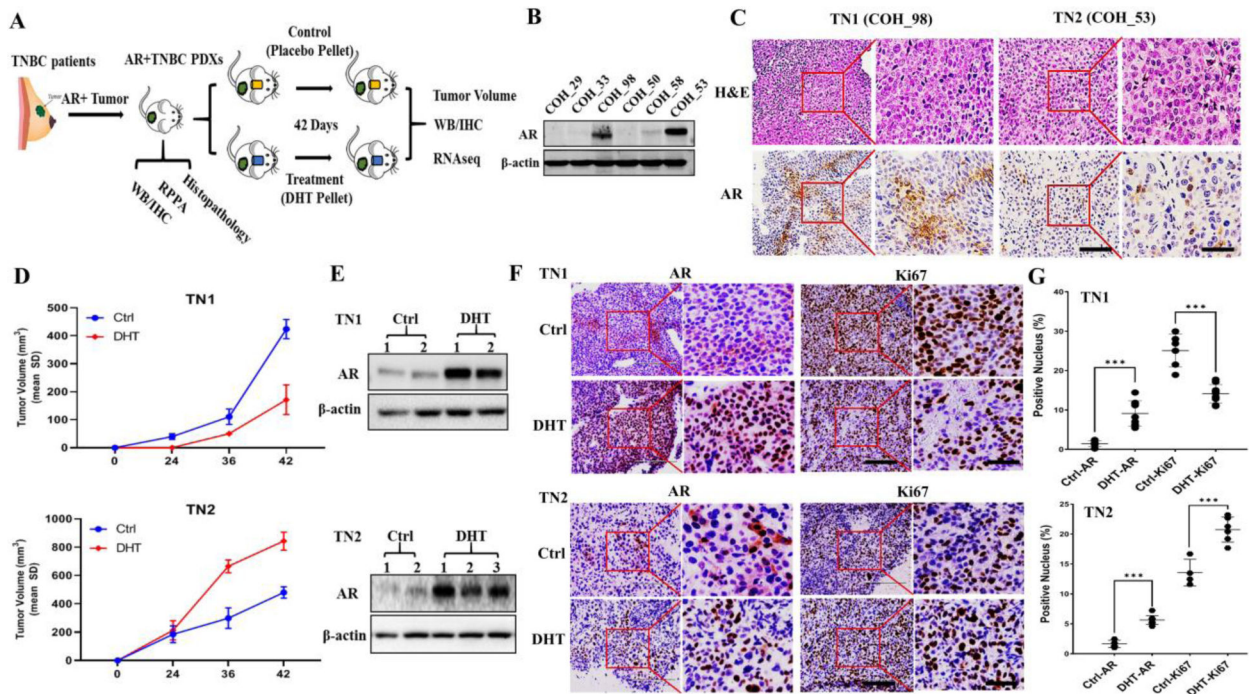 A
TNBC patients
Tumor
AR+ Tumor
AR+TNBC PDXs
Control
(Placebo Pellet)
42 Days
Treatment
(DHT Pellet)
Tumor Volume
WB/IHC
RNAseq
WB/IHC
RPPA
Histopathology
B
COH_29
COH_33
COH_98
COH_50
COH_58
COH_53
AR
β-actin
C
TN1 (COH_98)
TN2 (COH_53)
H&E
AR
D
TN1
Tumor Volume (mm³)
(mean SD)
500
400
300
200
100
0
Ctrl
DHT
0 24 36 42
TN2
Tumor Volume (mm³)
(mean SD)
1000
800
600
400
200
0
Ctrl
DHT
0 24 36 42
E
TN1
Ctrl DHT
1 2 1 2
AR
β-actin
TN2
Ctrl DHT
1 2 1 2 3
AR
β-actin
F
TN1
AR
Ki67
Ctrl
DHT
TN2
AR
Ki67
Ctrl
DHT
G
TN1
Positive Nucleus (%)
40
30
20
10
0
***
***
Ctrl-AR
DHT-AR
Ctrl-Ki67
DHT-Ki67
TN2
Positive Nucleus (%)
25
20
15
10
5
0
***
***
Ctrl-AR
DHT-AR
Ctrl-Ki67
DHT-Ki67